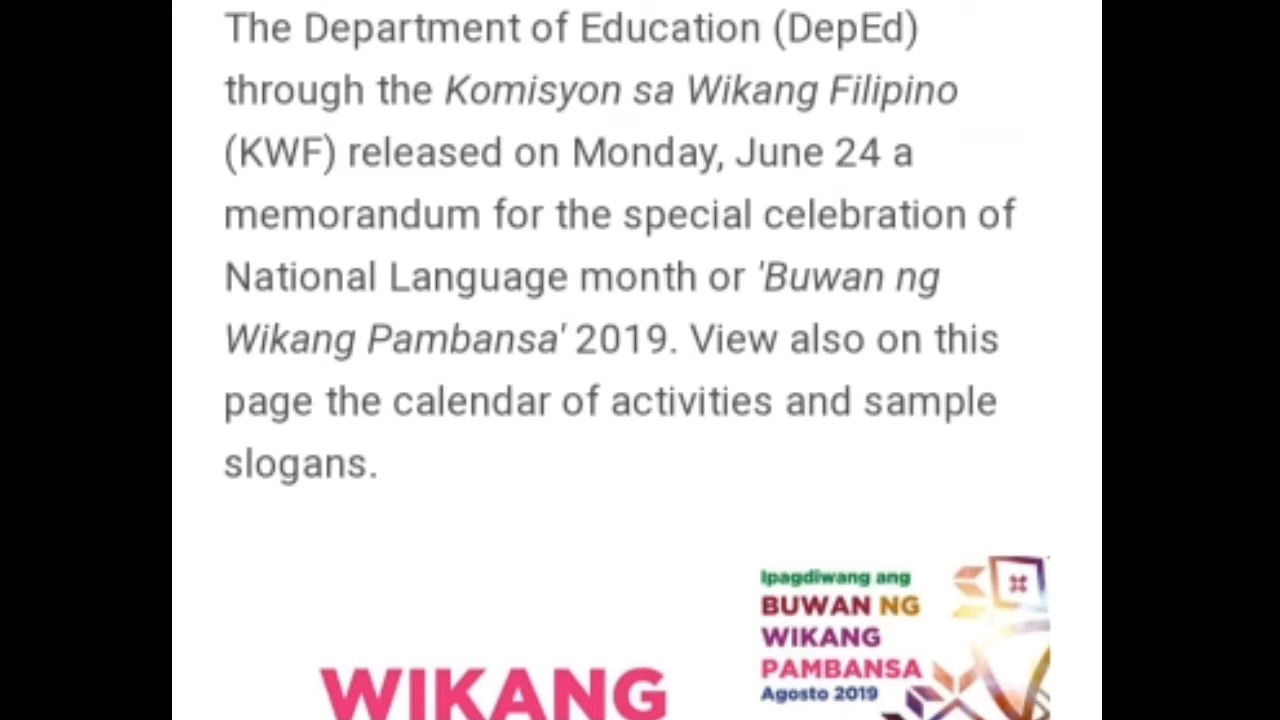 The Department of Education (DepEd)
through the Komisyon sa Wikang Filipino
(KWF) released on Monday, June 24 a
memorandum for the special celebration of
National Language month or 'Buwan ng
Wikang Pambansa' 2019. View also on this
page the calendar of activities and sample
slogans.
Ipagdiwang ang
BUWAN NG
WIKANG
PAMBANSA
Agosto 2019
WIKANG